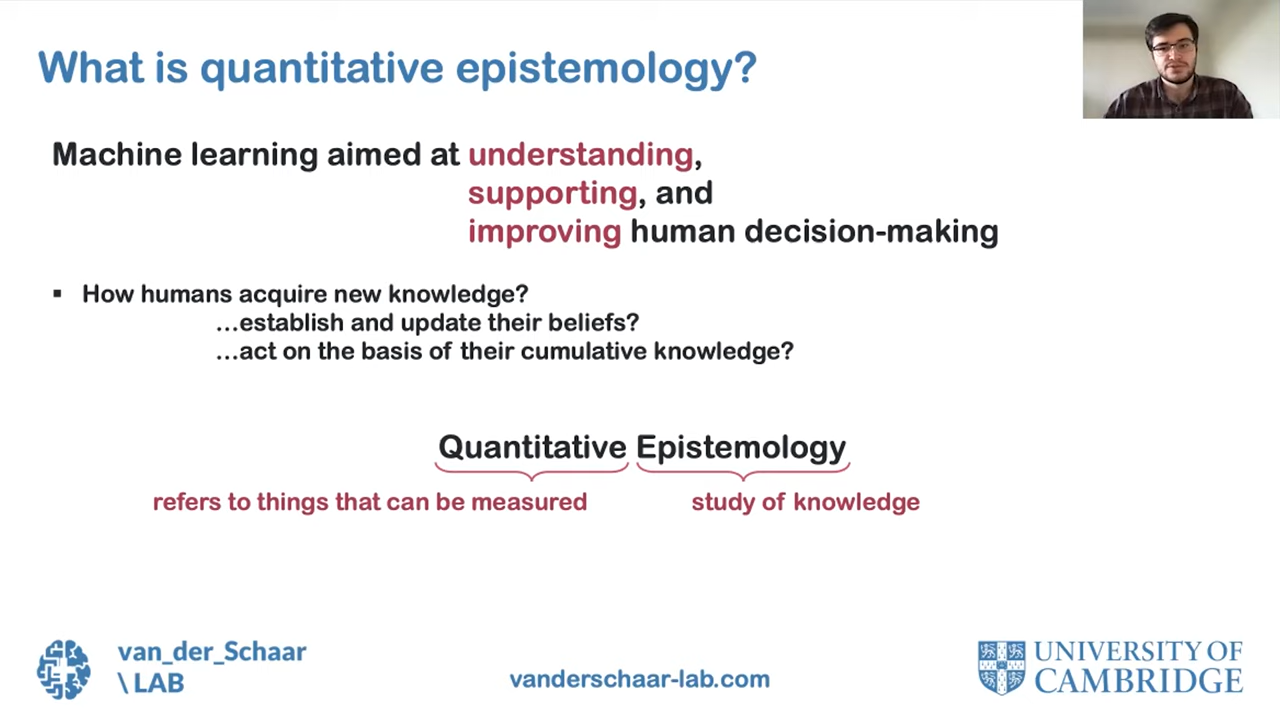 What is quantitative epistemology?
Machine learning aimed at understanding,
supporting, and
improving human decision-making
▪ How humans acquire new knowledge?
…establish and update their beliefs?
…act on the basis of their cumulative knowledge?
Quantitative Epistemology
refers to things that can be measured study of knowledge
van_der_Schaar
\ LAB
vanderschaar-lab.com
UNIVERSITY OF
CAMBRIDGE